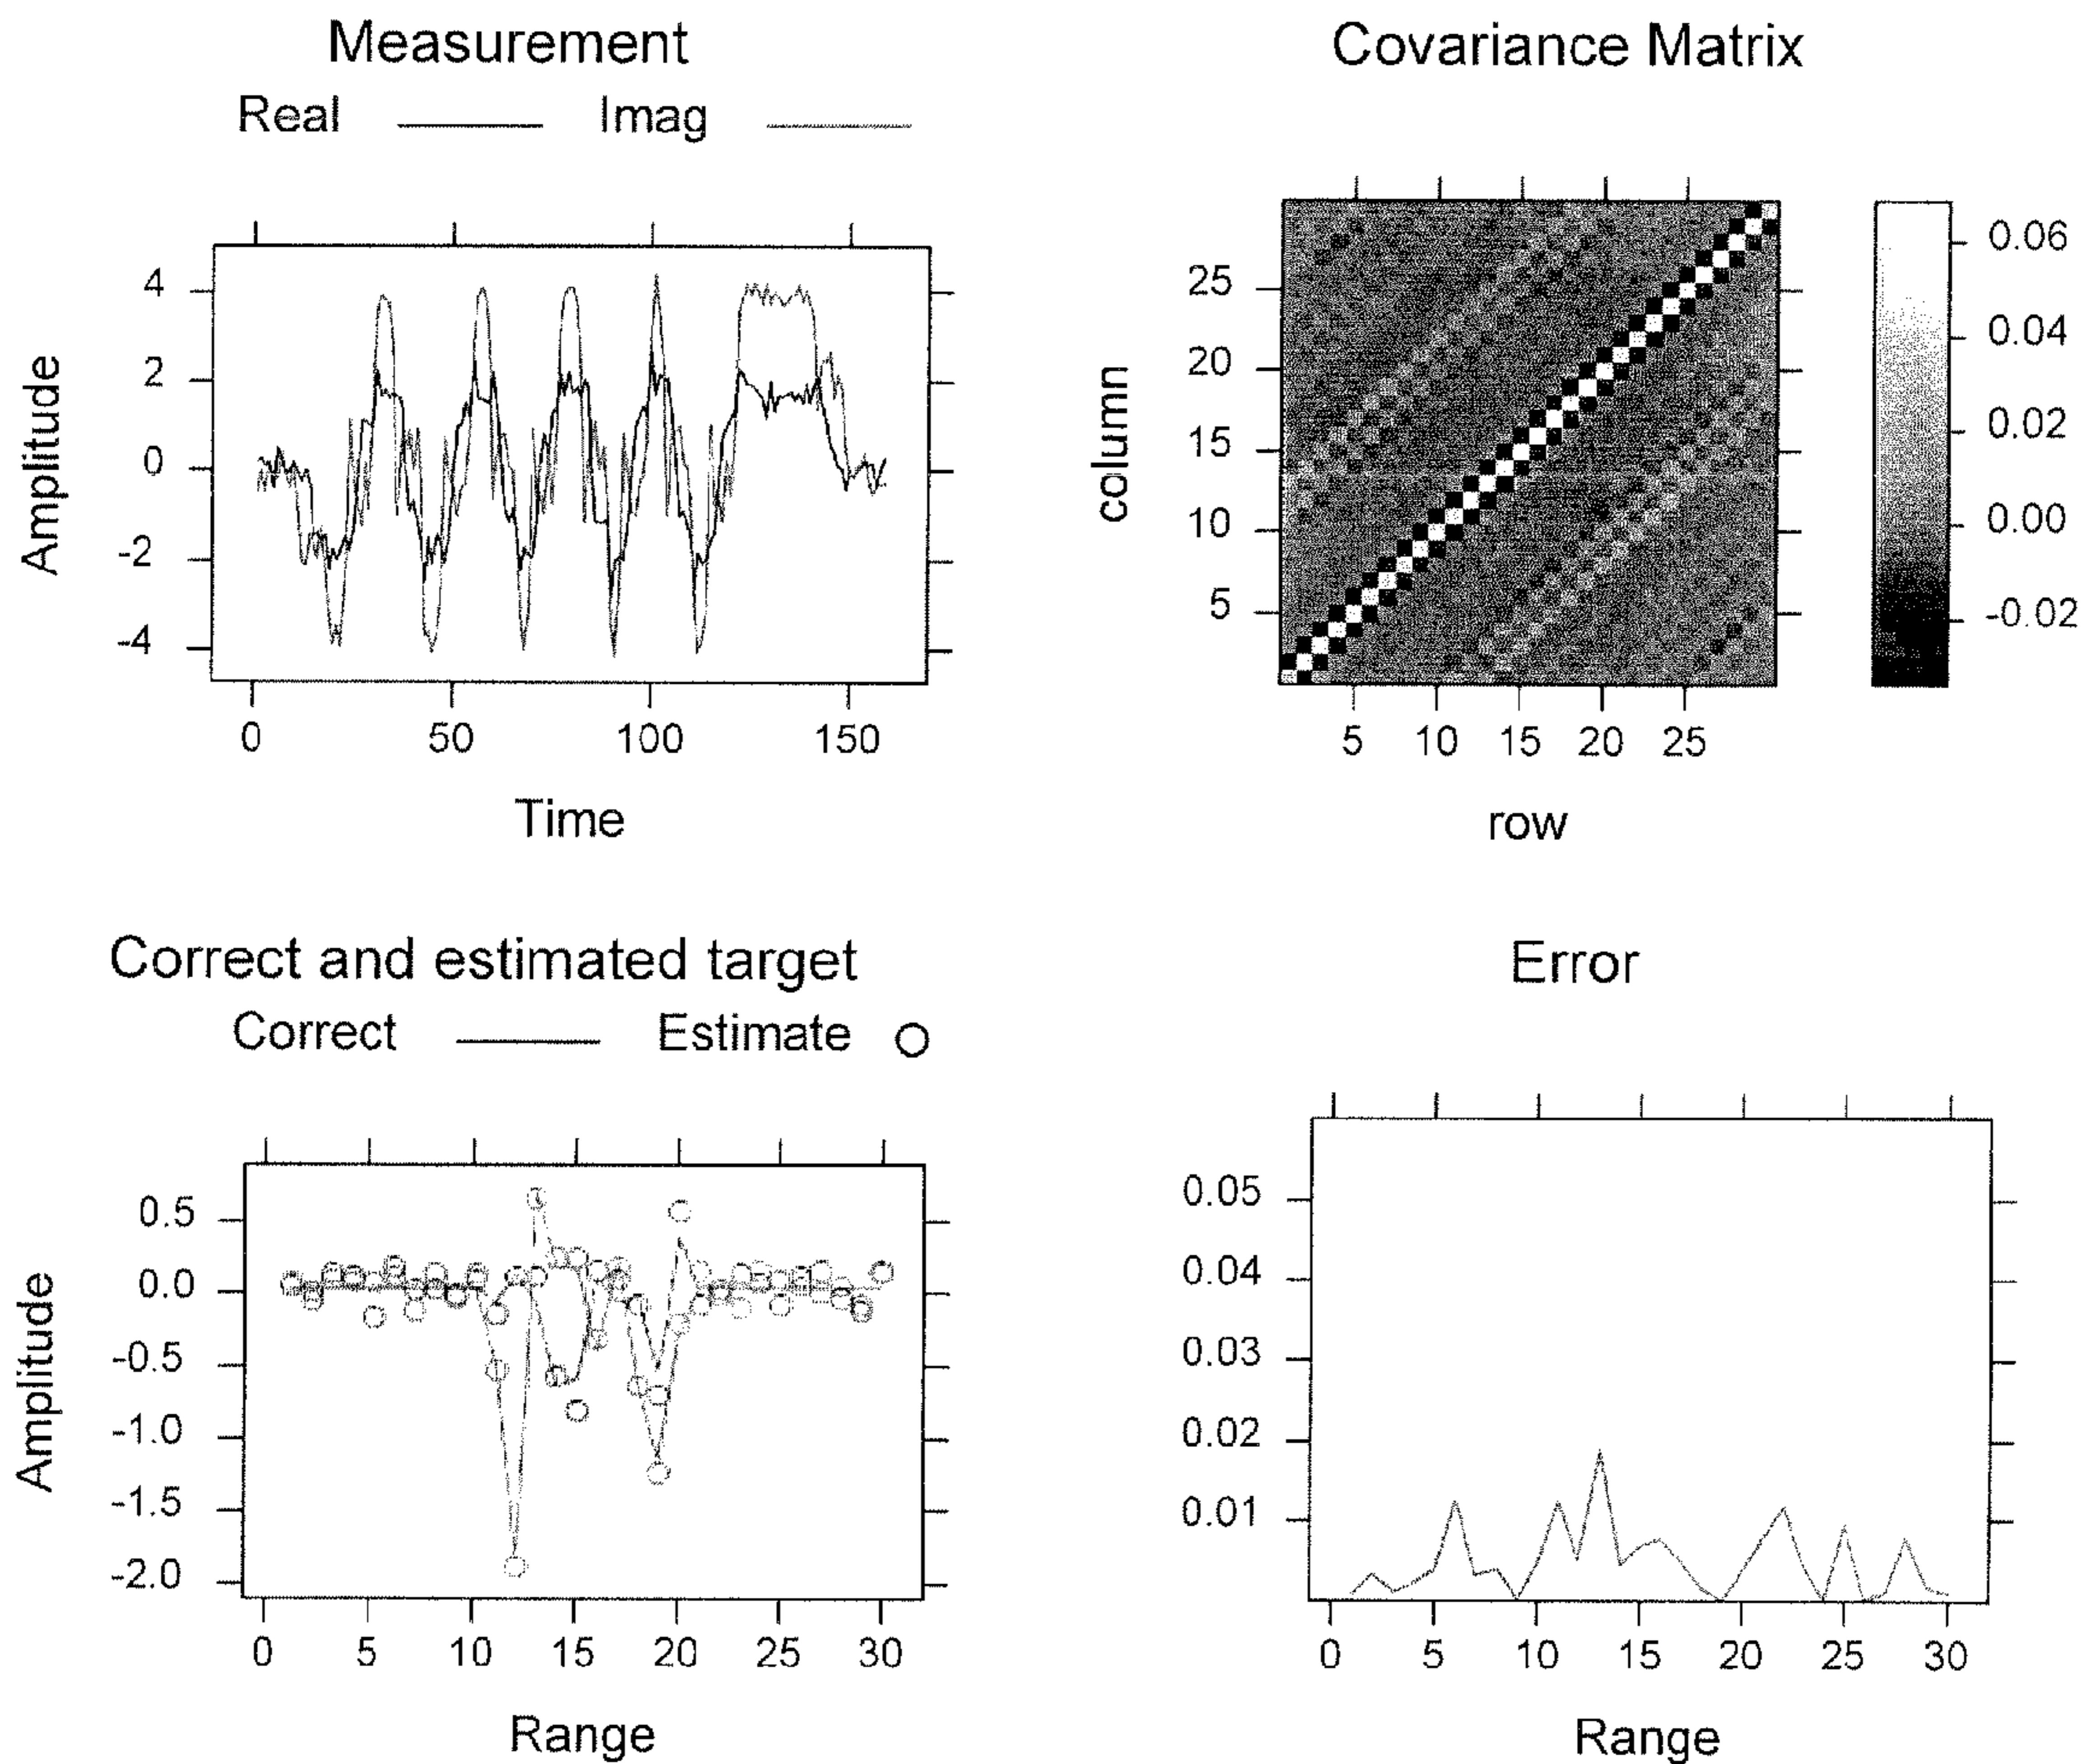 Measurement
Real Imag
4
2
0
-2
-4
Amplitude
0 50 100 150
Time
Covariance Matrix
25
20
15
10
5
column
5 10 15 20 25
row
0.06
0.04
0.02
0.00
-0.02
Correct and estimated target
Correct Estimate
0.5
0.0
-0.5
-1.0
-1.5
-2.0
Amplitude
0 5 10 15 20 25 30
Range
Error
0.05
0.04
0.03
0.02
0.01
0 5 10 15 20 25 30
Range